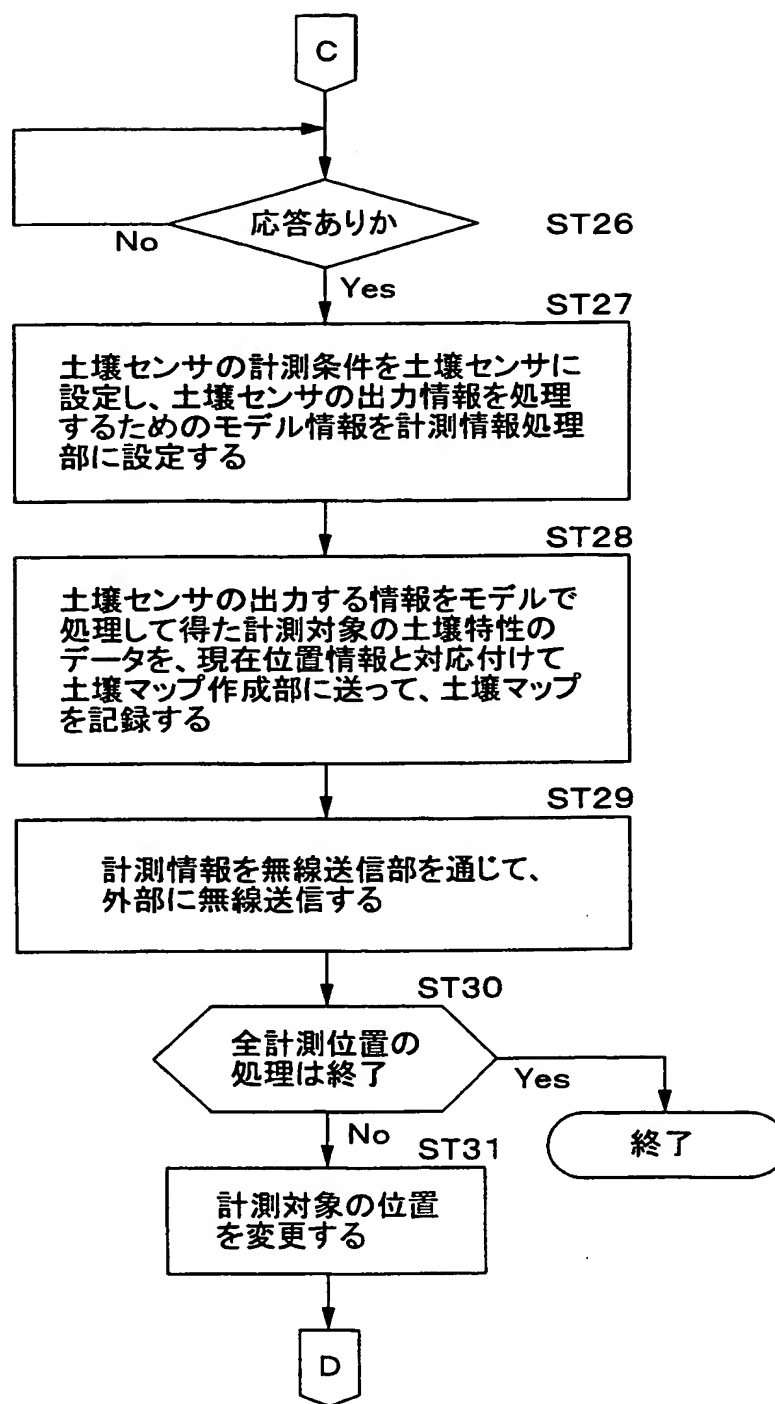 C
応答ありか
ST26
No
Yes
ST27
土壌センサの計測条件を土壌センサに
設定し、土壌センサの出力情報を処理
するためのモデル情報を計測情報処理
部に設定する
ST28
土壌センサの出力する情報をモデルで
処理して得た計測対象の土壌特性の
データを、現在位置情報と対応付けて
土壌マップ作成部に送って、土壌マップ
を記録する
ST29
計測情報を無線送信部を通じて、
外部に無線送信する
ST30
全計測位置の
処理は終了
Yes
No
終了
ST31
計測対象の位置
を変更する
D